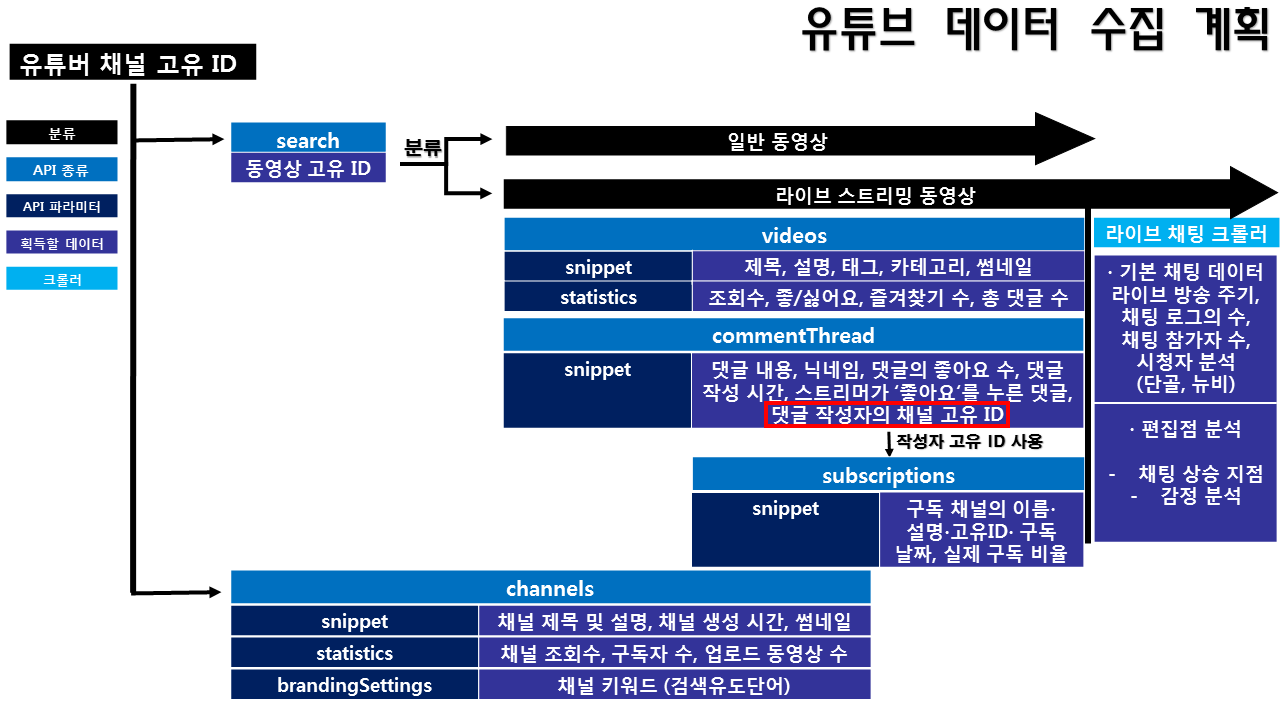 유튜브 데이터 수집 계획
유튜버 채널 고유 ID
분류
API 종류
API 파라미터
획득할 데이터
크롤러
search
동영상 고유 ID
분류
일반 동영상
라이브 스트리밍 동영상
videos
snippet
제목, 설명, 태그, 카테고리, 썸네일
statistics
조회수, 좋/싫어요, 즐겨찾기 수, 총 댓글 수
commentThread
snippet
댓글 내용, 닉네임, 댓글의 좋아요 수, 댓글
작성 시간, 스트리머가 ‘좋아요‘를 누른 댓글,
댓글 작성자의 채널 고유 ID
작성자 고유 ID 사용
subscriptions
snippet
구독 채널의 이름·
설명·고유ID· 구독
날짜, 실제 구독 비율
라이브 채팅 크롤러
· 기본 채팅 데이터
라이브 방송 주기,
채팅 로그의 수,
채팅 참가자 수,
시청자 분석
(단골, 뉴비)
· 편집점 분석
- 채팅 상승 지점
- 감정 분석
channels
snippet
채널 제목 및 설명, 채널 생성 시간, 썸네일
statistics
채널 조회수, 구독자 수, 업로드 동영상 수
brandingSettings
채널 키워드 (검색유도단어)